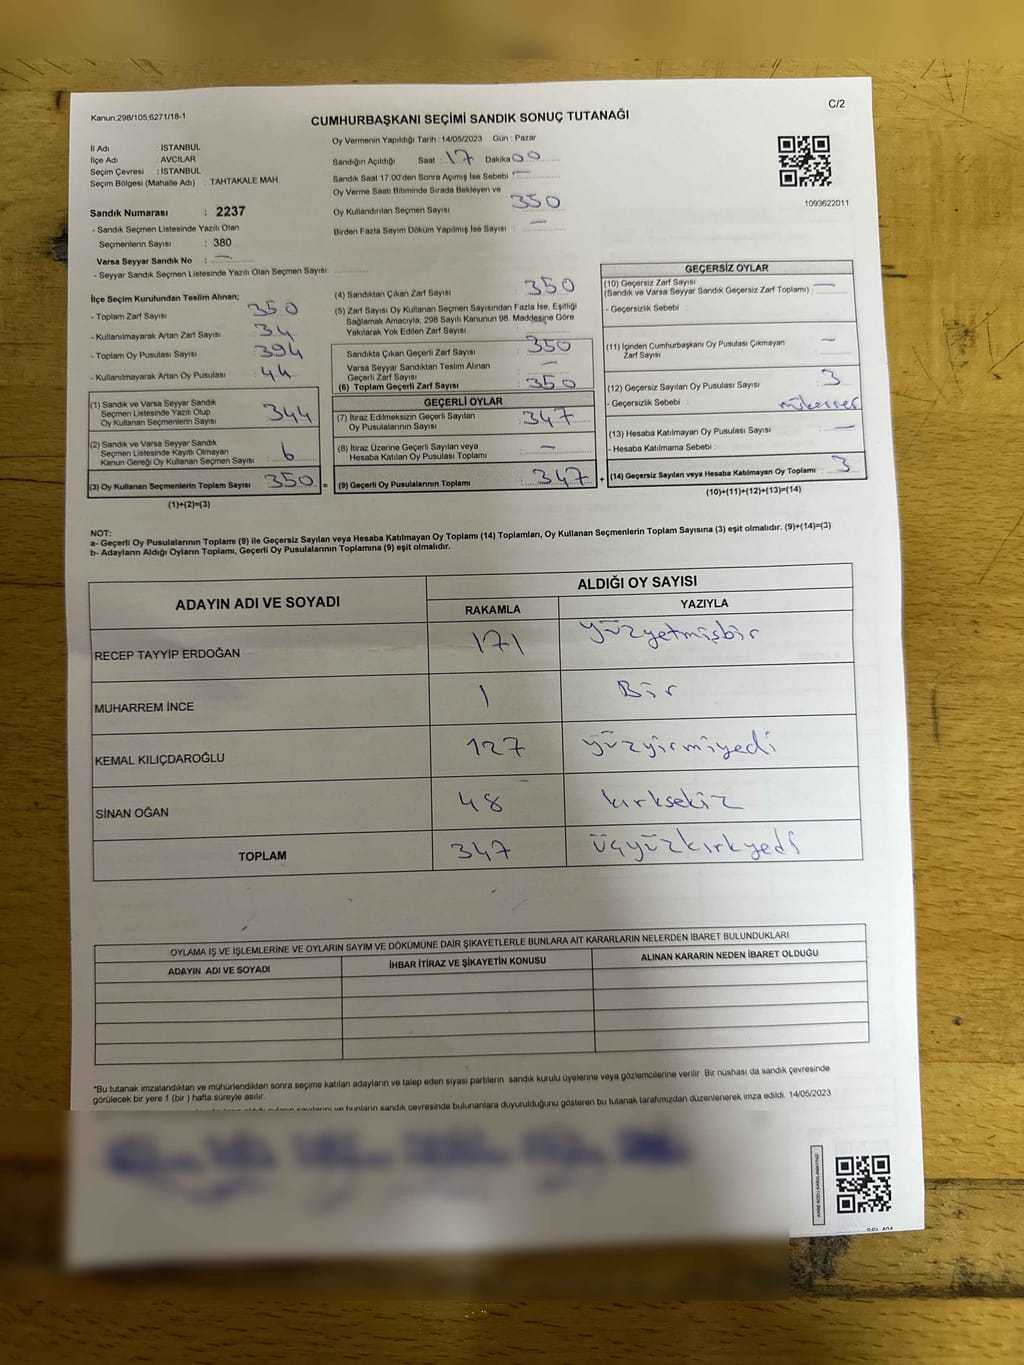 Kanun:298/105,6271/18-1
C/2
CUMHURBAŞKANI SEÇİMİ SANDIK SONUÇ TUTANAĞI
İl Adı : İSTANBUL
İlçe Adı : AVCILAR
Seçim Çevresi : İSTANBUL
Seçim Bölgesi (Mahalle Adı) : TAHTAKALE MAH.
Sandık Numarası : 2237
- Sandık Seçmen Listesinde Yazılı Olan
Seçmenlerin Sayısı : 380
Varsa Seyyar Sandık No : —
- Seyyar Sandık Seçmen Listesinde Yazılı Olan Seçmen Sayısı:
Oy Vermenin Yapıldığı Tarih : 14/05/2023 Gün : Pazar
Sandığın Açıldığı Saat 17 Dakika 00
Sandık Saat 17.00'den Sonra Açımış İse Sebebi : —
Oy Verme Saati Bitiminde Sırada Bekleyen ve
Oy Kullandırılan Seçmen Sayısı 350
Birden Fazla Sayım Döküm Yapılmış İse Sayısı : —
1093622011
İlçe Seçim Kurulundan Teslim Alınan;
- Toplam Zarf Sayısı : 350
- Kullanılmayarak Artan Zarf Sayısı : 34
- Toplam Oy Pusulası Sayısı : 394
- Kullanılmayarak Artan Oy Pusulası : 44
(1) Sandık ve Varsa Seyyar Sandık
Seçmen Listesinde Yazılı Olup
Oy Kullanan Seçmenlerin Sayısı : 344
(2) Sandık ve Varsa Seyyar Sandık
Seçmen Listesinde Kayıtlı Olmayan
Kanun Gereği Oy Kullanan Seçmen Sayısı : 6
(3) Oy Kullanan Seçmenlerin Toplam Sayısı : 350 =
(1)+(2)=(3)
(4) Sandıktan Çıkan Zarf Sayısı : 350
(5) Zarf Sayısı Oy Kullanan Seçmen Sayısından Fazla İse, Eşitliği
Sağlamak Amacıyla, 298 Sayılı Kanunun 98. Maddesine Göre
Yakılarak Yok Edilen Zarf Sayısı : —
Sandıkta Çıkan Geçerli Zarf Sayısı : 350
Varsa Seyyar Sandıktan Teslim Alınan
Geçerli Zarf Sayısı : —
(6) Toplam Geçerli Zarf Sayısı : 350
GEÇERLİ OYLAR
(7) İtiraz Edilmeksizin Geçerli Sayılan
Oy Pusulalarının Sayısı : 347
(8) İtiraz Üzerine Geçerli Sayılan veya
Hesaba Katılan Oy Pusulası Toplamı : —
(9) Geçerli Oy Pusulalarının Toplamı : 347 +
GEÇERSİZ OYLAR
(10) Geçersiz Zarf Sayısı
(Sandık ve Varsa Seyyar Sandık Geçersiz Zarf Toplamı) : —
- Geçersizlik Sebebi :
(11) İçinden Cumhurbaşkanı Oy Pusulası Çıkmayan
Zarf Sayısı : —
(12) Geçersiz Sayılan Oy Pusulası Sayısı : 3
- Geçersizlik Sebebi : mükerrer
(13) Hesaba Katılmayan Oy Pusulası Sayısı : —
- Hesaba Katılmama Sebebi :
(14) Geçersiz Sayılan veya Hesaba Katılmayan Oy Toplamı : 3
(10)+(11)+(12)+(13)=(14)
NOT:
a- Geçerli Oy Pusulalarının Toplamı (9) ile Geçersiz Sayılan veya Hesaba Katılmayan Oy Toplamı (14) Toplamları, Oy Kullanan Seçmenlerin Toplam Sayısına (3) eşit olmalıdır. (9)+(14)=(3)
b- Adayların Aldığı Oyların Toplamı, Geçerli Oy Pusulalarının Toplamına (9) eşit olmalıdır.
ADAYIN ADI VE SOYADI
ALDIĞI OY SAYISI
RAKAMLA YAZIYLA
RECEP TAYYİP ERDOĞAN 171 yüzyetmişbir
MUHARREM İNCE 1 Bir
KEMAL KILIÇDAROĞLU 127 yüzyirmiyedi
SİNAN OĞAN 48 kırksekiz
TOPLAM 347 üçyüzkırkyedi
OYLAMA İŞ VE İŞLEMLERİNE VE OYLARIN SAYIM VE DÖKÜMÜNE DAİR ŞİKAYETLERLE BUNLARA AİT KARARLARIN NELERDEN İBARET BULUNDUKLARI
ADAYIN ADI VE SOYADI İHBAR İTİRAZ VE ŞİKAYETİN KONUSU ALINAN KARARIN NEDEN İBARET OLDUĞU
*Bu tutanak imzalandıktan ve mühürlendikten sonra seçime katılan adayların ve talep eden siyasi partilerin sandık kurulu üyelerine veya gözlemcilerine verilir. Bir nüshası da sandık çevresinde
görülecek bir yere 1 (bir ) hafta süreyle asılır.
sandık çevresinde bulunanlara duyurulduğunu gösteren bu tutanak tarafımızdan düzenlenerek imza edildi. 14/05/2023